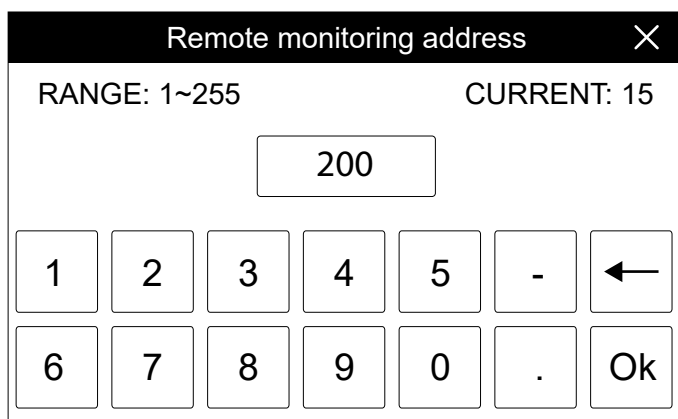 Remote monitoring address
RANGE: 1~255 CURRENT: 15
200
1 2 3 4 5 -
6 7 8 9 0 . Ok